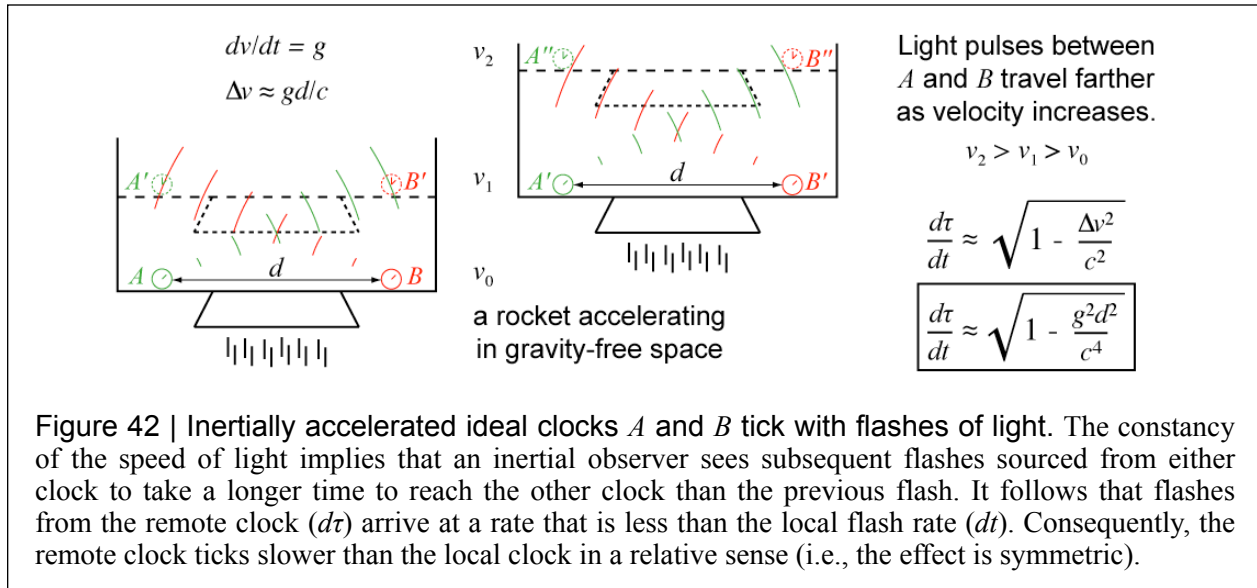 dv/dt = g
Δv ≈ gd/c
v₂
A″
B″
Light pulses between
A and B travel farther
as velocity increases.
v₂ > v₁ > v₀
A′
B′
v₁
A′
d
B′
dτ/dt ≈ √(1 - Δv²/c²)
A
d
B
v₀
a rocket accelerating
in gravity-free space
dτ/dt ≈ √(1 - g²d²/c⁴)
Figure 42 | Inertially accelerated ideal clocks A and B tick with flashes of light. The constancy
of the speed of light implies that an inertial observer sees subsequent flashes sourced from either
clock to take a longer time to reach the other clock than the previous flash. It follows that flashes
from the remote clock (dτ) arrive at a rate that is less than the local flash rate (dt). Consequently, the
remote clock ticks slower than the local clock in a relative sense (i.e., the effect is symmetric).